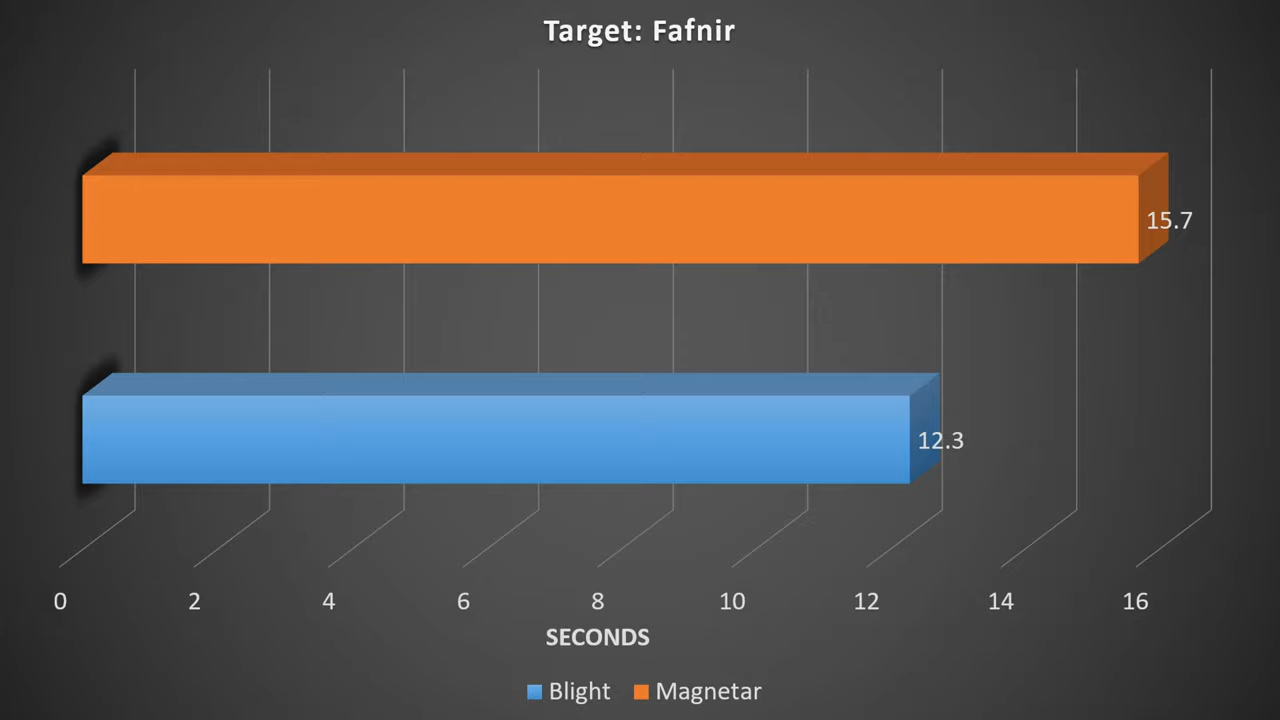 Target: Fafnir
15.7
12.3
0 2 4 6 8 10 12 14 16
SECONDS
Blight Magnetar